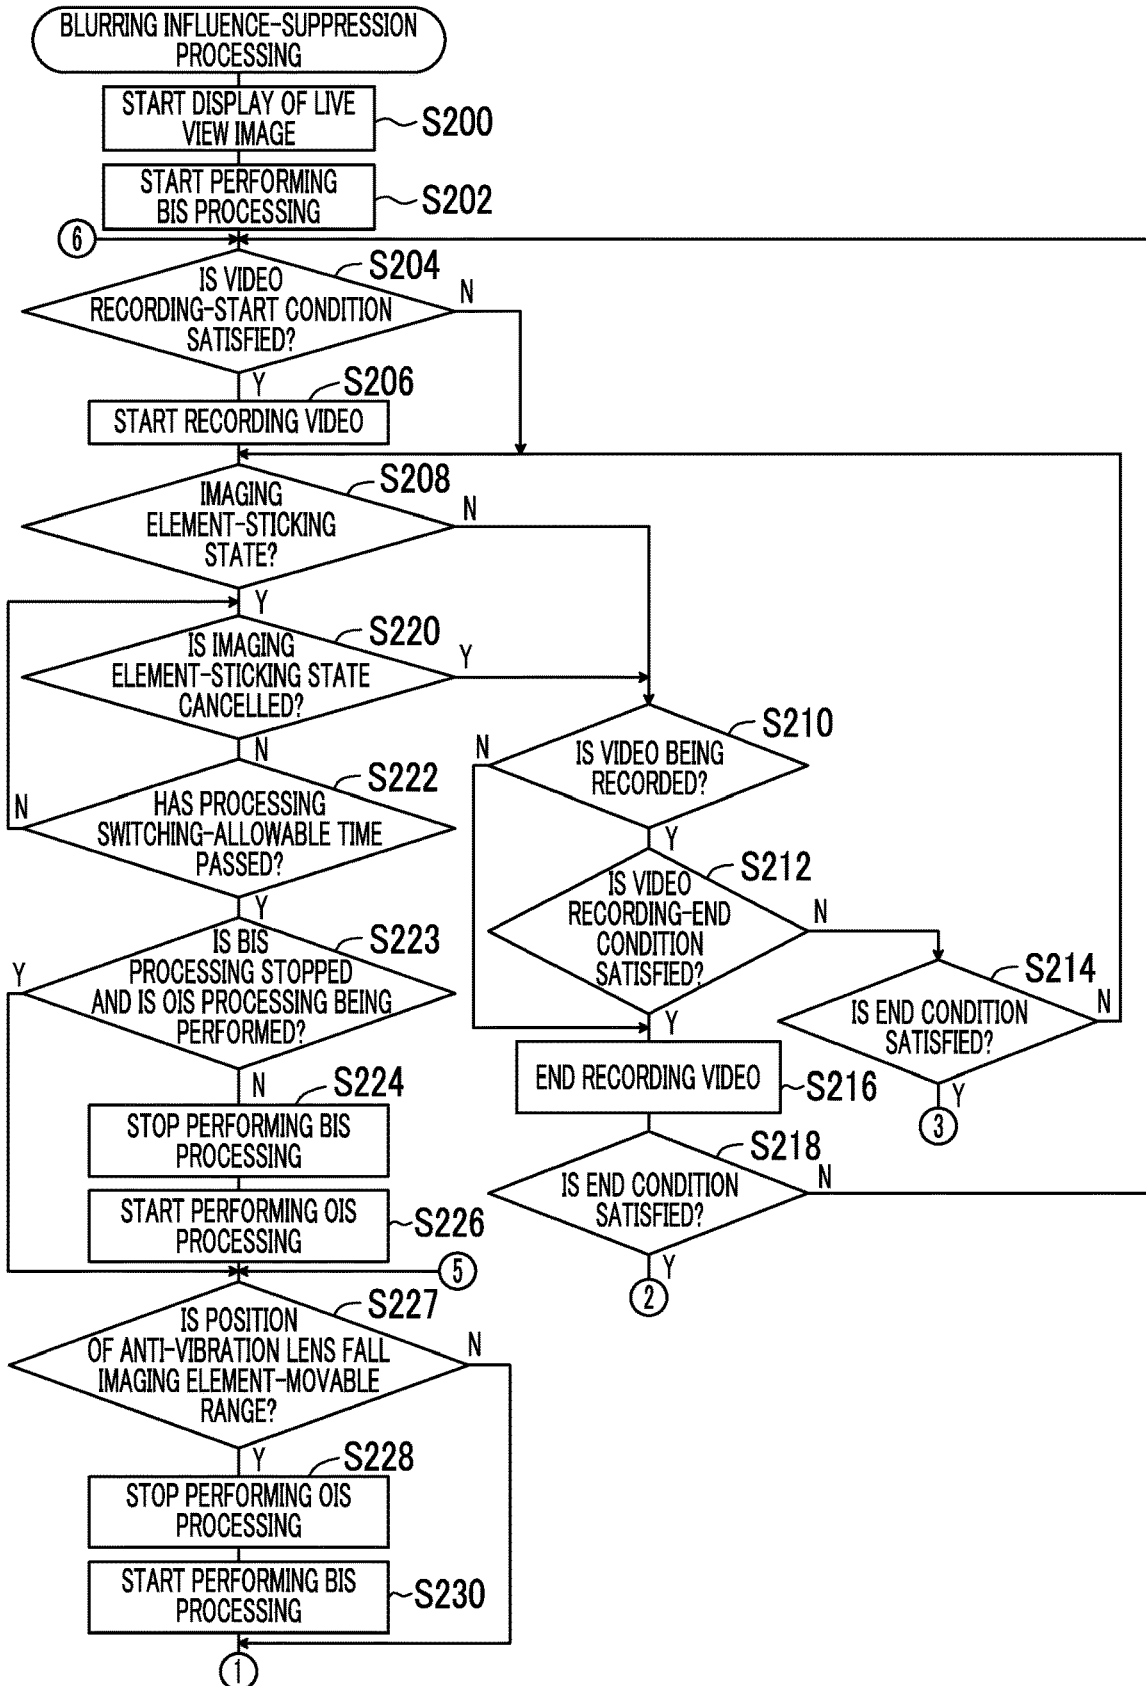 BLURRING INFLUENCE-SUPPRESSION
PROCESSING
START DISPLAY OF LIVE
VIEW IMAGE
S200
START PERFORMING
BIS PROCESSING
S202
6
IS VIDEO
RECORDING-START CONDITION
SATISFIED?
S204
N
Y
S206
START RECORDING VIDEO
IMAGING
ELEMENT-STICKING
STATE?
S208
N
Y
IS IMAGING
ELEMENT-STICKING STATE
CANCELLED?
S220
Y
N
HAS PROCESSING
SWITCHING-ALLOWABLE TIME
PASSED?
S222
N
Y
IS BIS
PROCESSING STOPPED
AND IS OIS PROCESSING BEING
PERFORMED?
S223
Y
N
S224
STOP PERFORMING BIS
PROCESSING
START PERFORMING OIS
PROCESSING
S226
5
IS POSITION
OF ANTI-VIBRATION LENS FALL
IMAGING ELEMENT-MOVABLE
RANGE?
S227
N
Y
S228
STOP PERFORMING OIS
PROCESSING
START PERFORMING BIS
PROCESSING
S230
1
IS VIDEO BEING
RECORDED?
S210
N
Y
IS VIDEO
RECORDING-END
CONDITION
SATISFIED?
S212
N
Y
IS END CONDITION
SATISFIED?
S214
N
Y
3
END RECORDING VIDEO
S216
IS END CONDITION
SATISFIED?
S218
N
Y
2